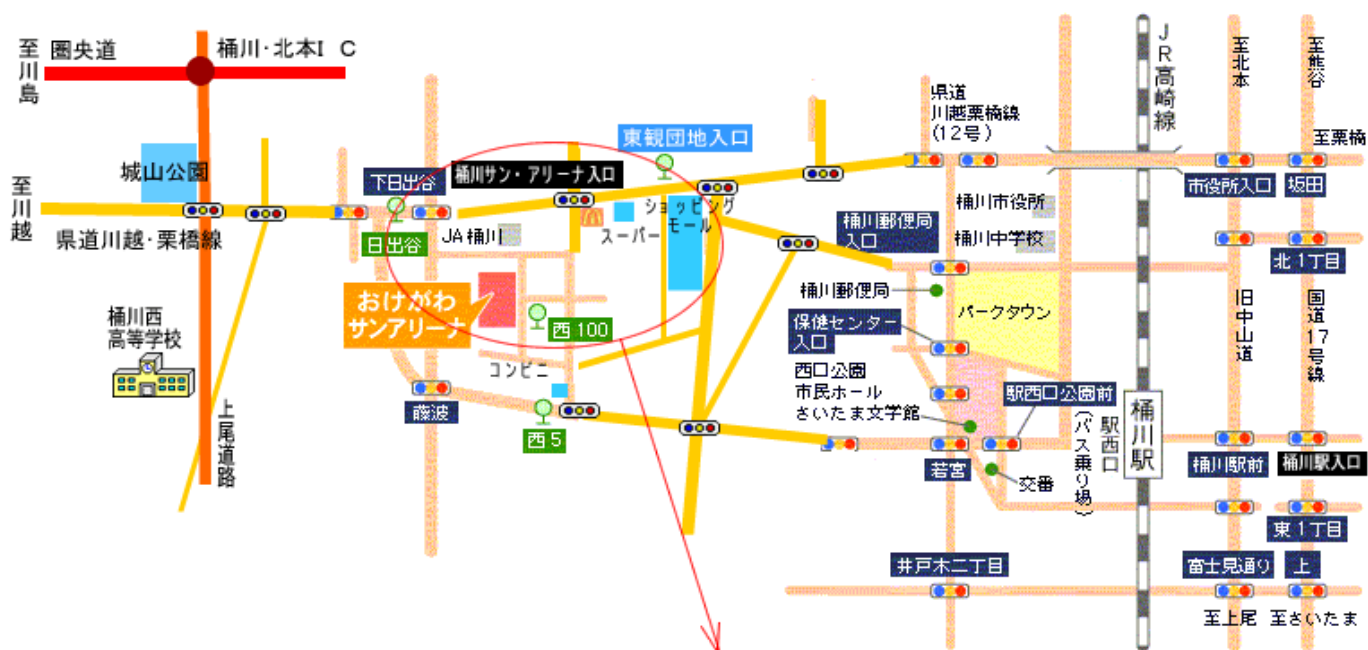 至川島
圏央道
桶川・北本I C
JR高崎線
至北本
至熊谷
県道
川越栗橋線
(12号)
東観団地入口
至栗橋
城山公園
下日出谷
桶川サン・アリーナ入口
市役所入口
坂田
至川越
県道川越・栗橋線
日出谷
JA桶川
スーパー
ショッピング
モール
桶川郵便局
入口
桶川市役所
桶川中学校
北1丁目
おけがわ
サンアリーナ
西100
桶川郵便局
パークタウン
旧中山道
国道17号線
桶川西
高等学校
保健センター
入口
コンビニ
西口公園
市民ホール
さいたま文学館
駅西口公園前
藤波
西5
上尾道路
若宮
交番
駅西口
(バス乗り場)
桶川駅
桶川駅前
桶川駅入口
東1丁目
井戸木二丁目
富士見通り
上
至上尾
至さいたま